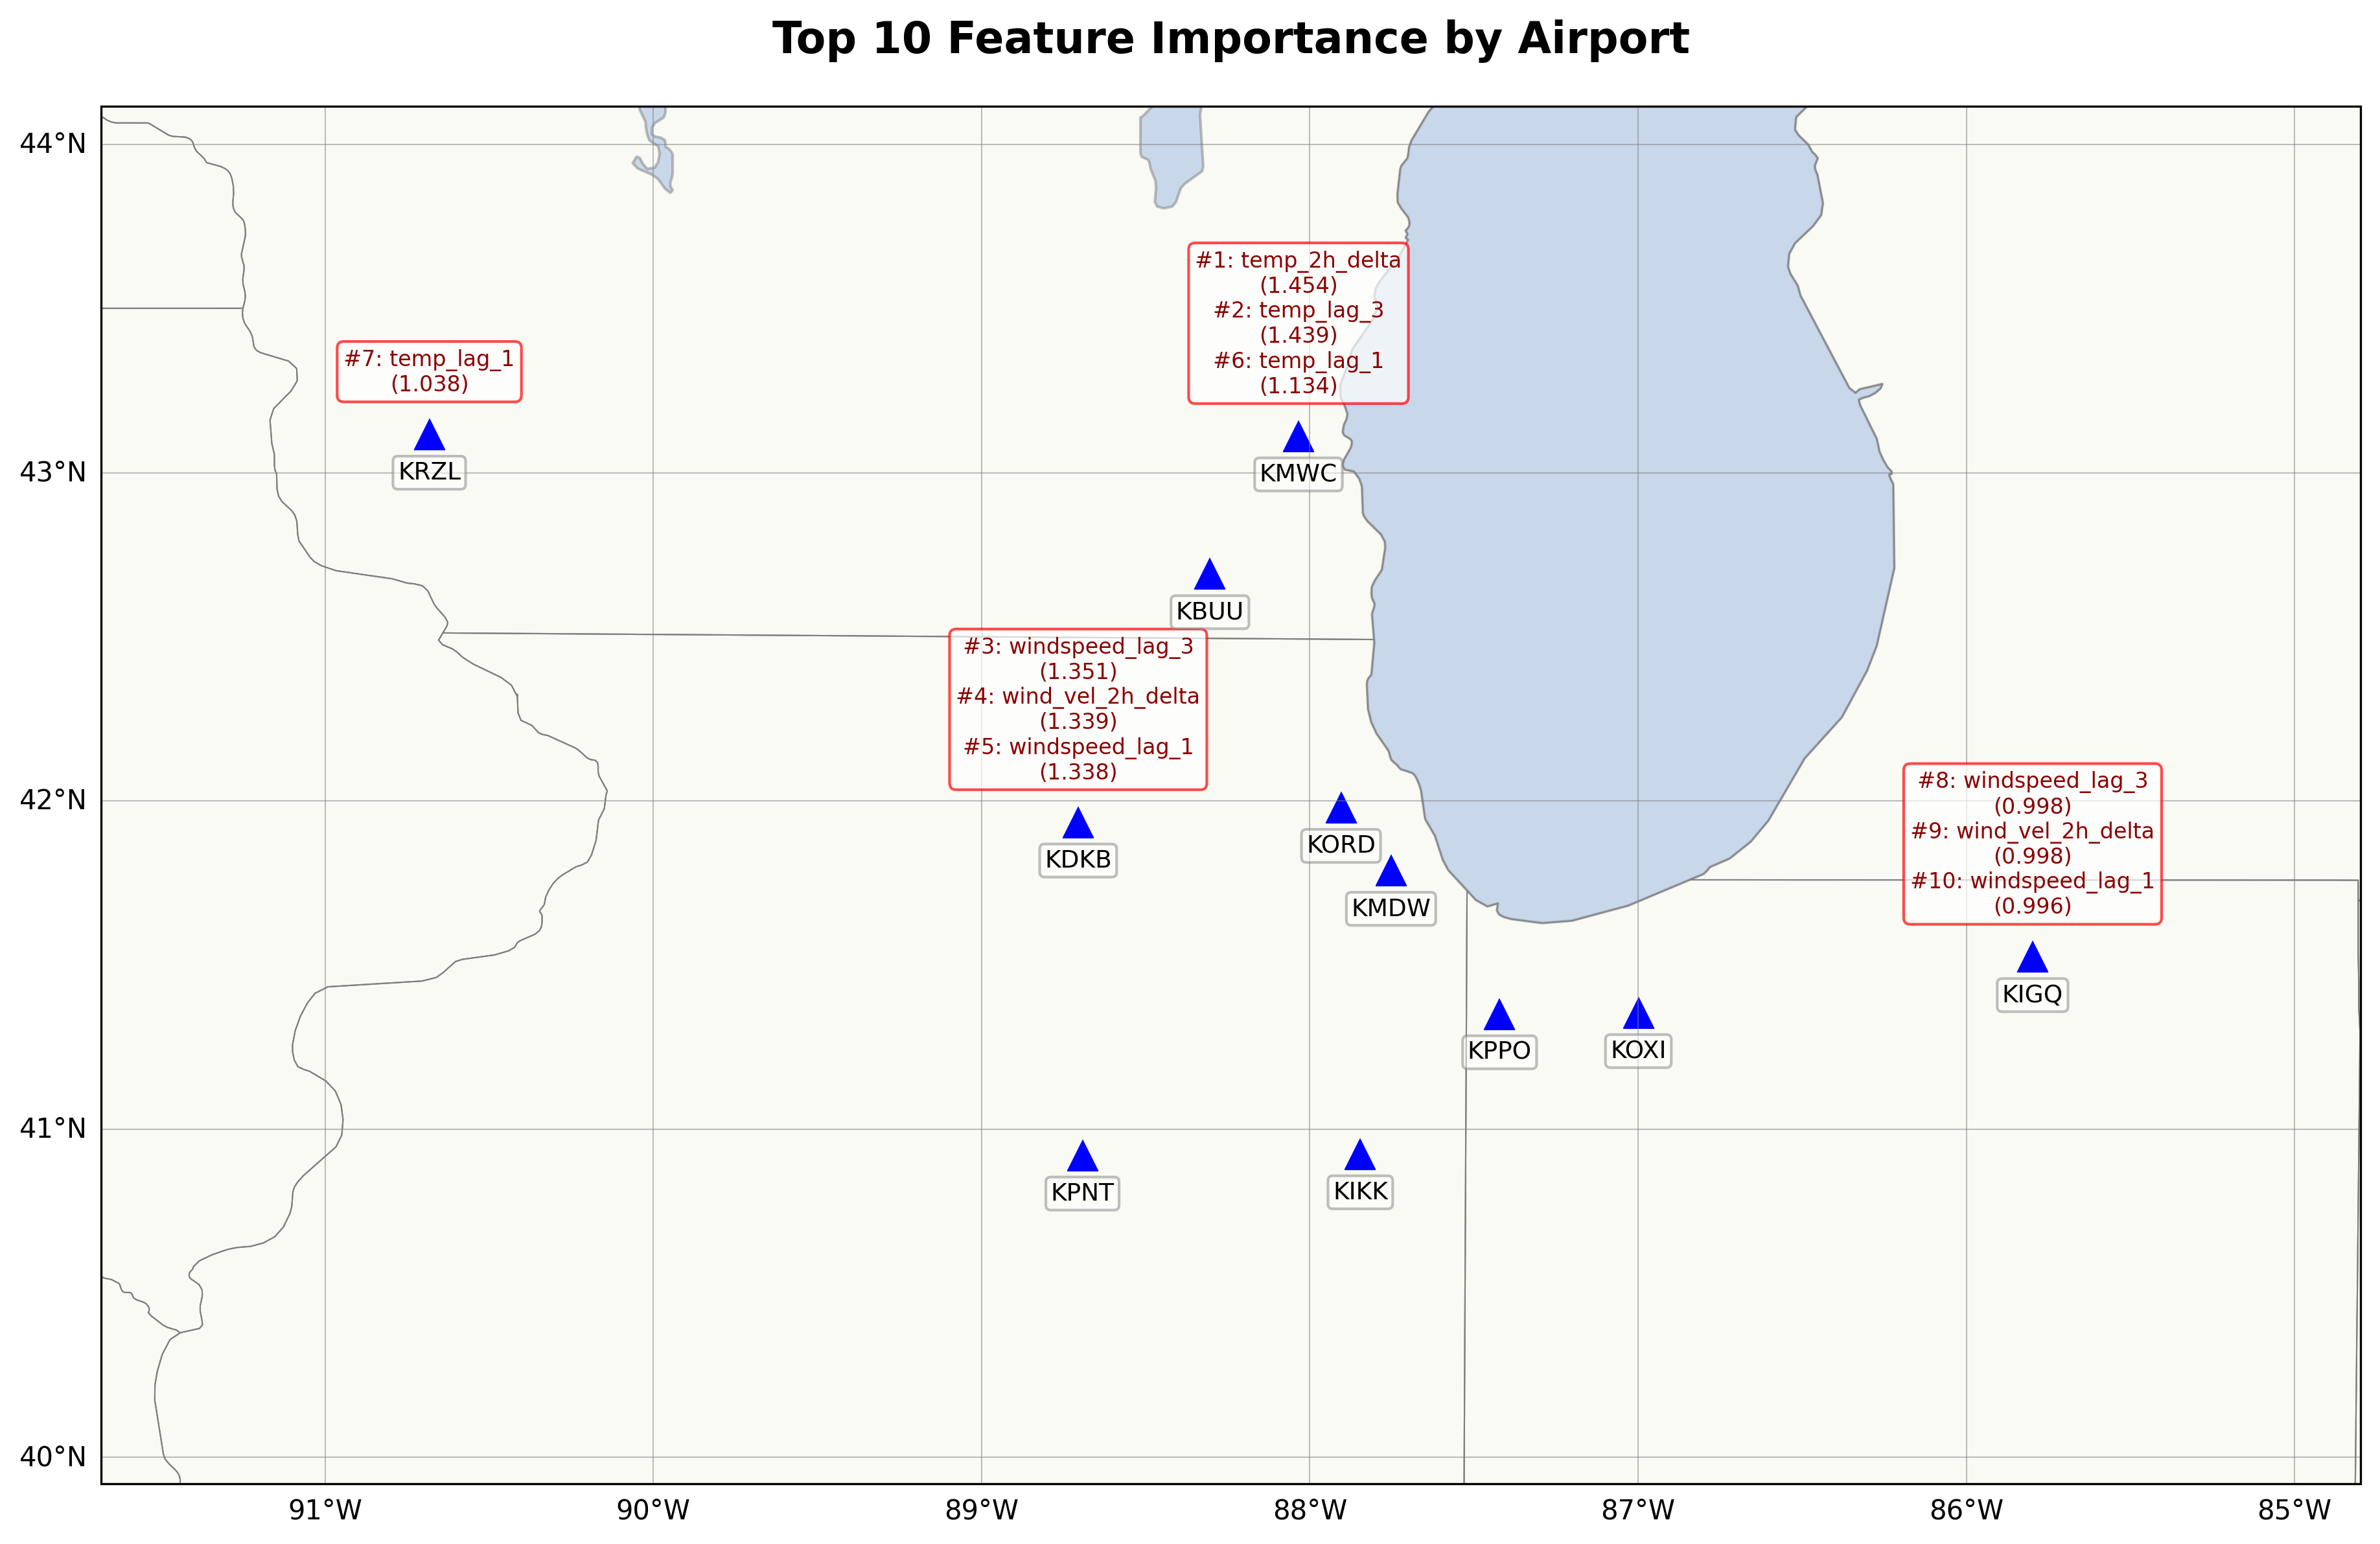 Top 10 Feature Importance by Airport
44°N
43°N
42°N
41°N
40°N
#1: temp_2h_delta
(1.454)
#2: temp_lag_3
(1.439)
#6: temp_lag_1
(1.134)
KMWC
#7: temp_lag_1
(1.038)
KRZL
KBUU
#3: windspeed_lag_3
(1.351)
#4: wind_vel_2h_delta
(1.339)
#5: windspeed_lag_1
(1.338)
KDKB
KORD
KMDW
#8: windspeed_lag_3
(0.998)
#9: wind_vel_2h_delta
(0.998)
#10: windspeed_lag_1
(0.996)
KIGQ
KPPO
KOXI
KPNT
KIKK
91°W
90°W
89°W
88°W
87°W
86°W
85°W